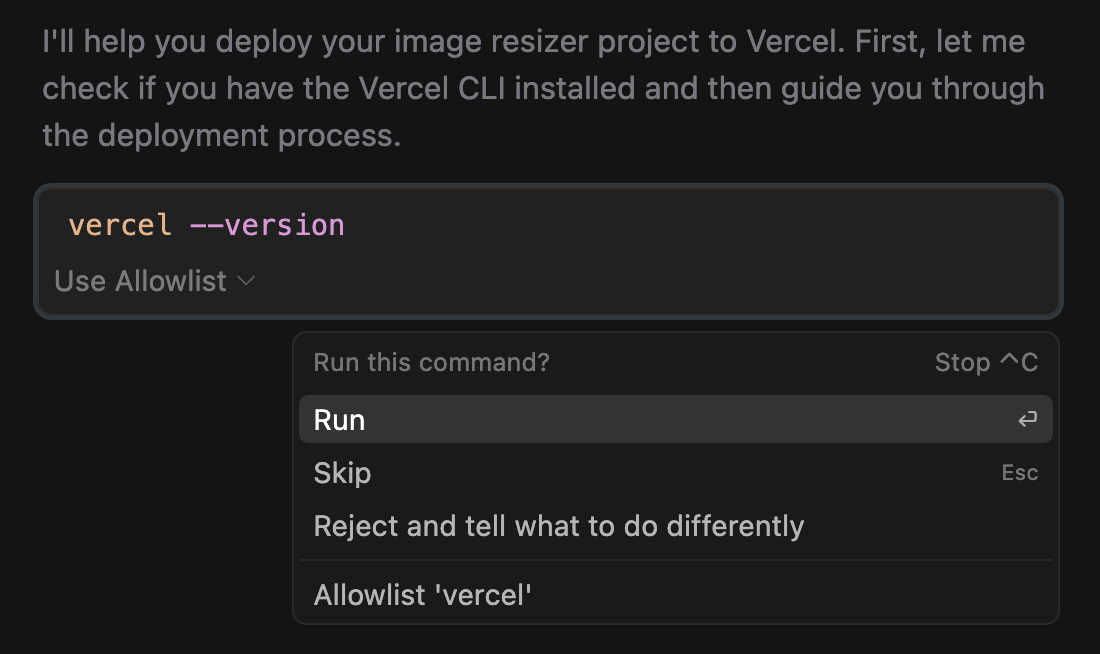 I'll help you deploy your image resizer project to Vercel. First, let me
check if you have the Vercel CLI installed and then guide you through
the deployment process.
vercel --version
Use Allowlist
Run this command? Stop ^C
Run ⏎
Skip Esc
Reject and tell what to do differently
Allowlist 'vercel'